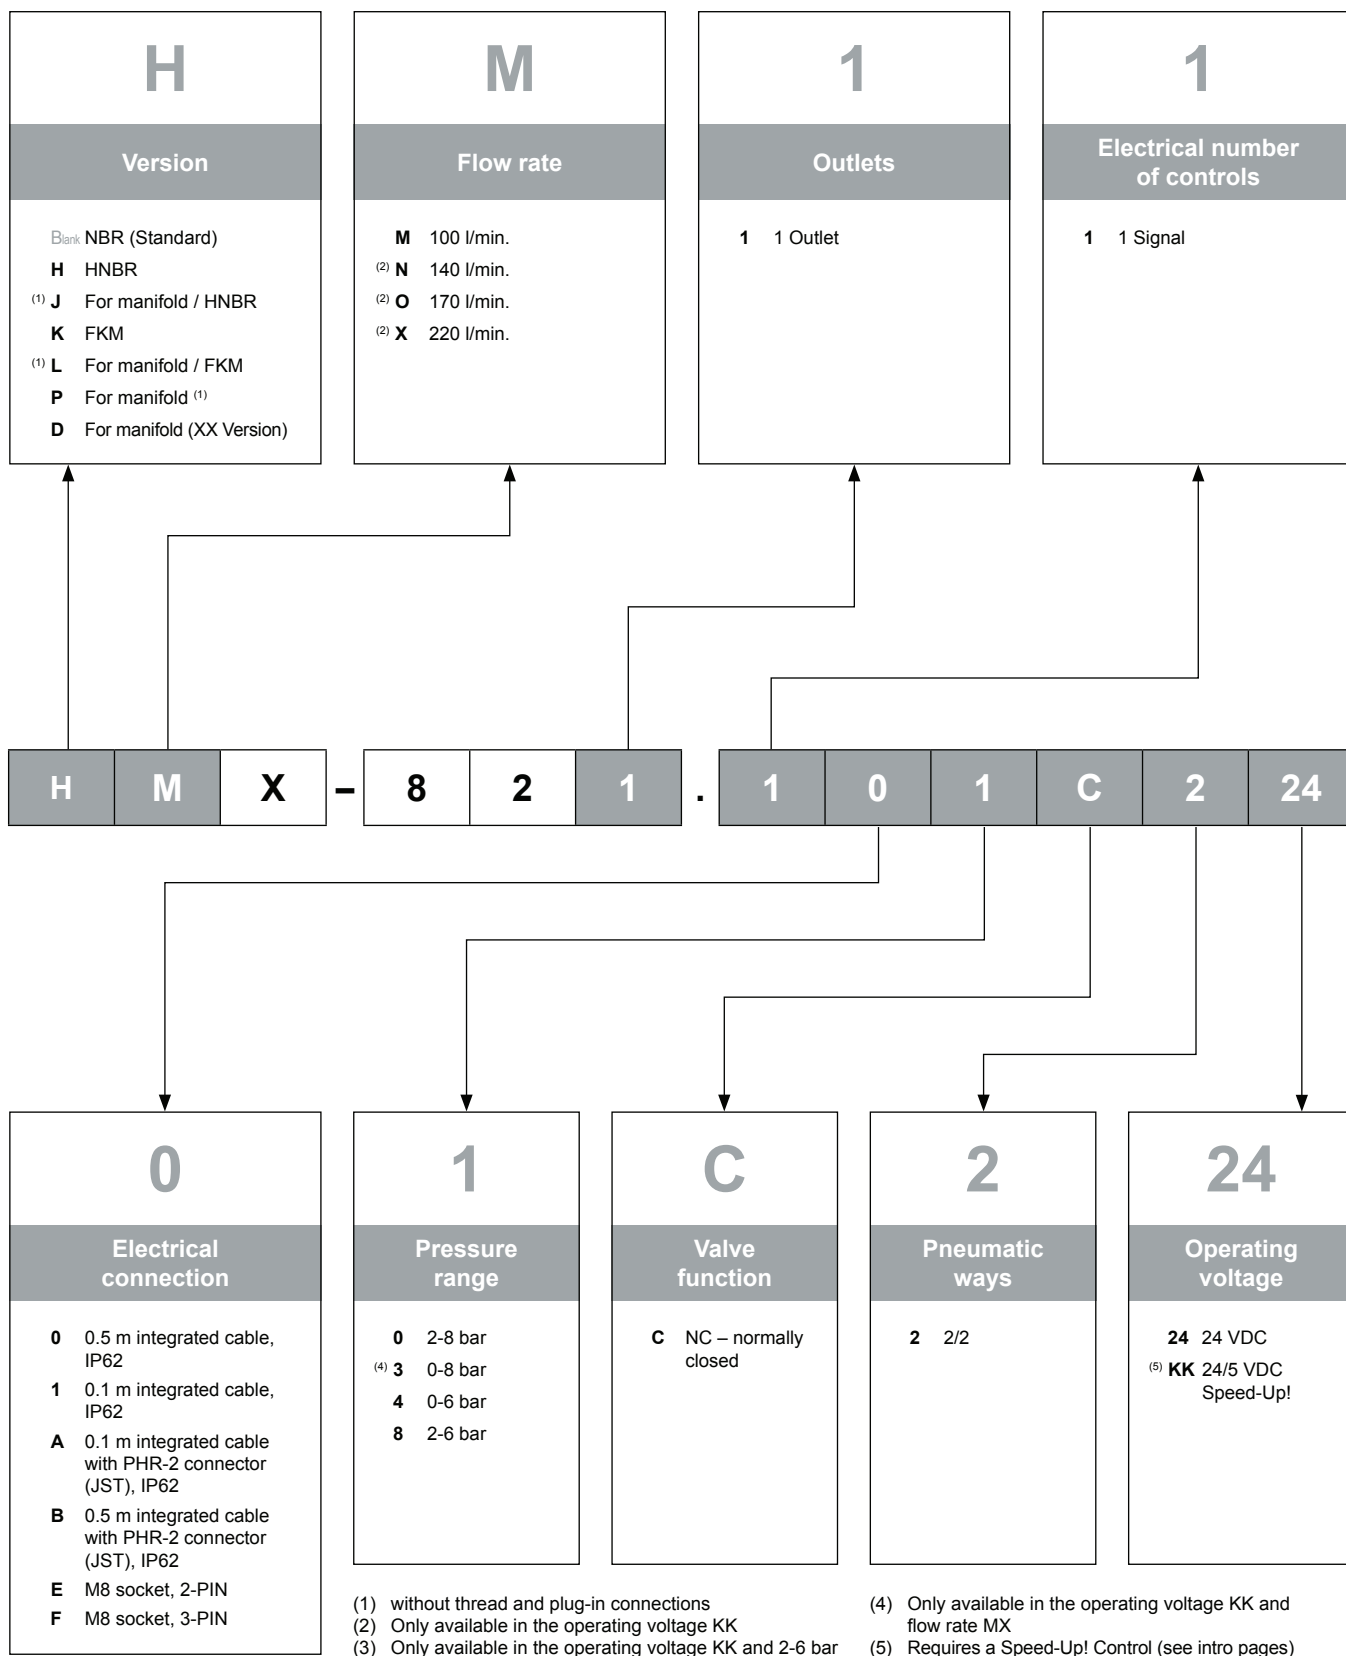 H
Version
Blank NBR (Standard)
H HNBR
(1) J For manifold / HNBR
K FKM
(1) L For manifold / FKM
P For manifold (1)
D For manifold (XX Version)
M
Flow rate
M 100 l/min.
(2) N 140 l/min.
(2) O 170 l/min.
(2) X 220 l/min.
1
Outlets
1 1 Outlet
1
Electrical number
of controls
1 1 Signal
H M X – 8 2 1 . 1 0 1 C 2 24
0
Electrical
connection
0 0.5 m integrated cable,
IP62
1 0.1 m integrated cable,
IP62
A 0.1 m integrated cable
with PHR-2 connector
(JST), IP62
B 0.5 m integrated cable
with PHR-2 connector
(JST), IP62
E M8 socket, 2-PIN
F M8 socket, 3-PIN
1
Pressure
range
0 2-8 bar
(4) 3 0-8 bar
4 0-6 bar
8 2-6 bar
C
Valve
function
C NC – normally
closed
2
Pneumatic
ways
2 2/2
24
Operating
voltage
24 24 VDC
(5) KK 24/5 VDC
Speed-Up!
(1) without thread and plug-in connections
(2) Only available in the operating voltage KK
(3) Only available in the operating voltage KK and 2-6 bar
(4) Only available in the operating voltage KK and
flow rate MX
(5) Requires a Speed-Up! Control (see intro pages)